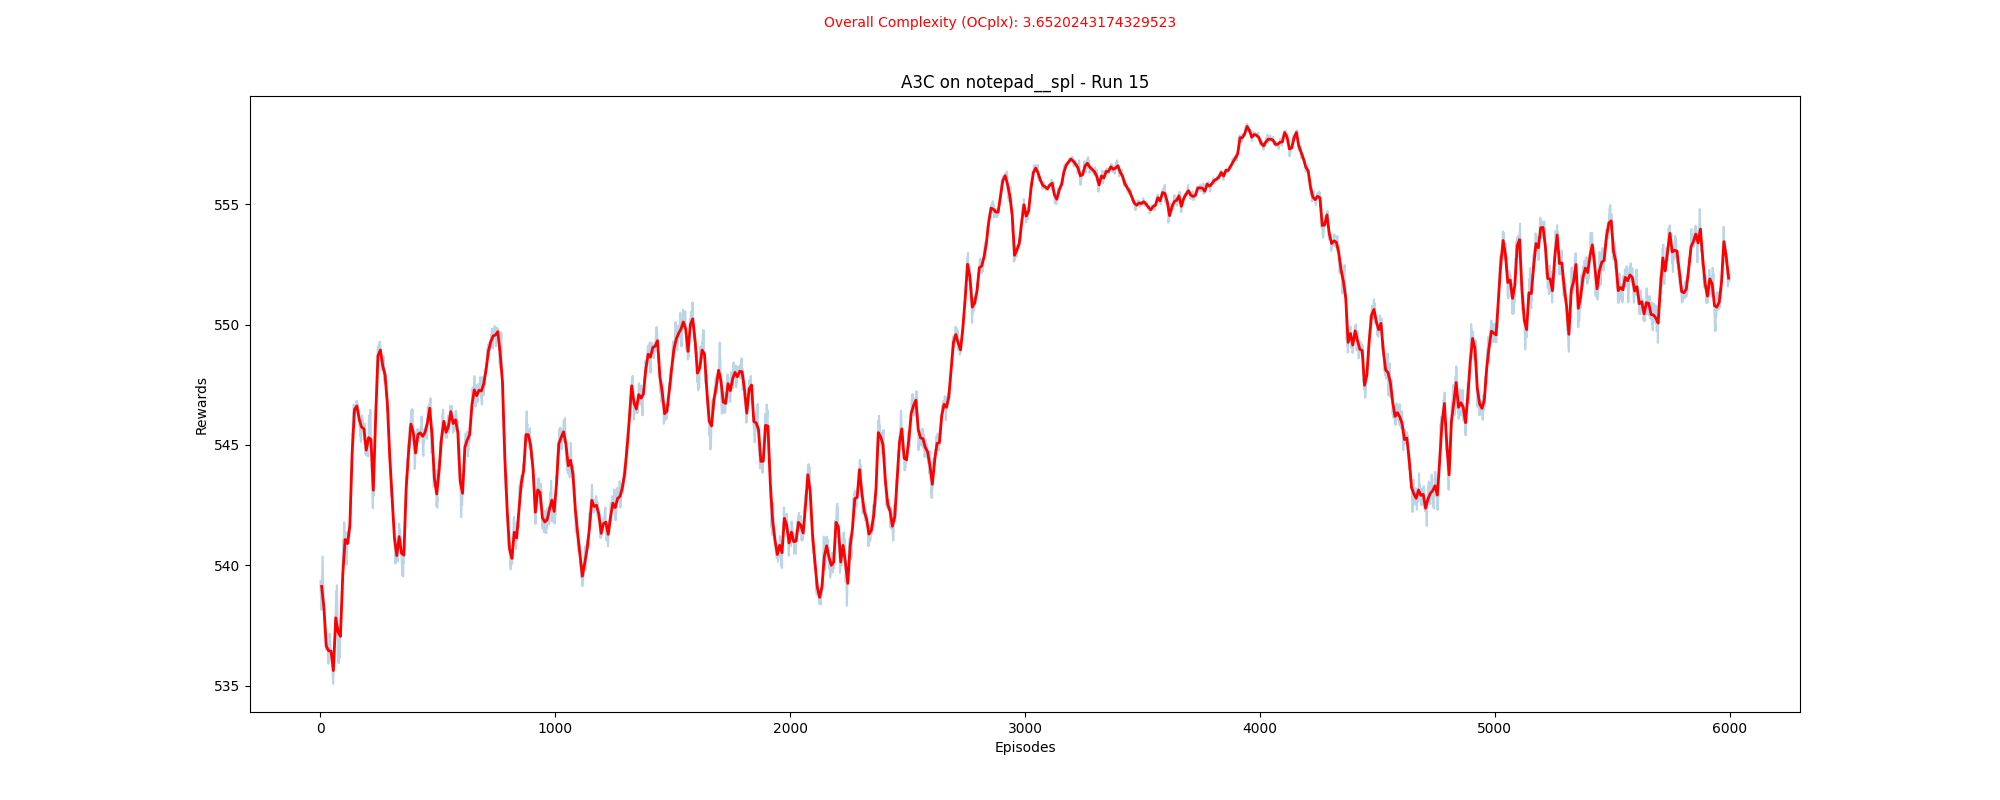 Overall Complexity (OCplx): 3.6520243174329523
A3C on notepad__spl - Run 15
Rewards
555
550
545
540
535
0 1000 2000 3000 4000 5000 6000
Episodes